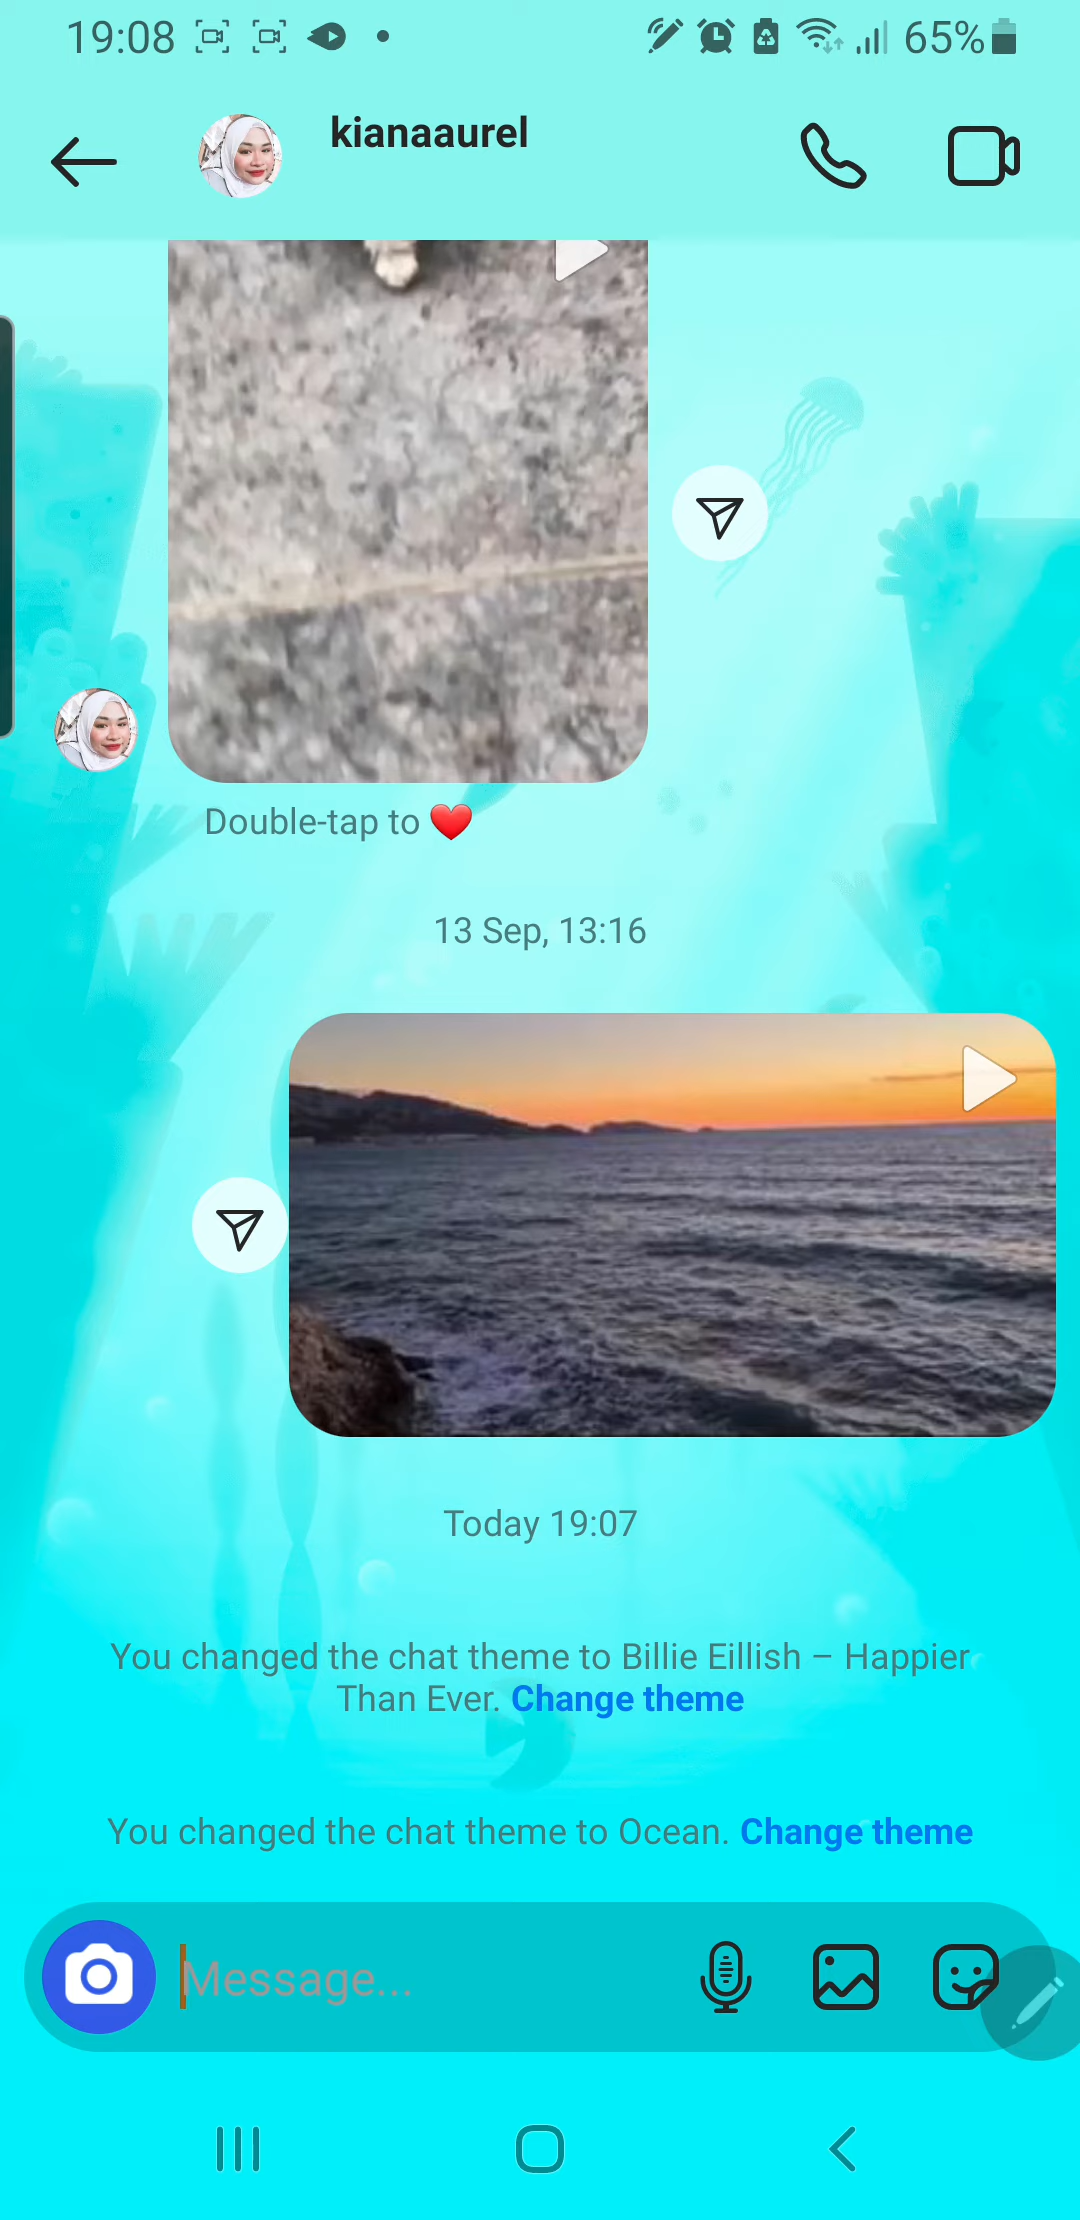 19:08
65%
kianaaurel
Double-tap to ❤️
13 Sep, 13:16
Today 19:07
You changed the chat theme to Billie Eillish – Happier
Than Ever. Change theme
You changed the chat theme to Ocean. Change theme
Message...